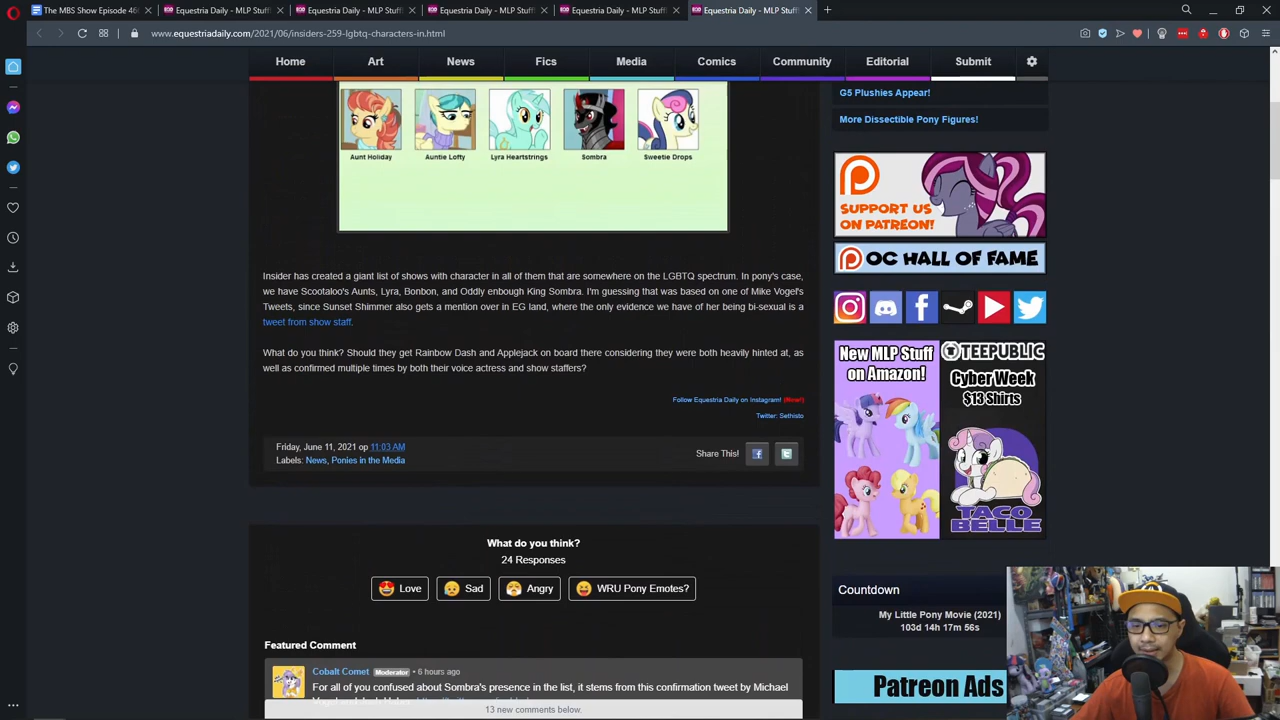 The MBS Show Episode 460
Equestria Daily - MLP Stuff!
Equestria Daily - MLP Stuff!
Equestria Daily - MLP Stuff!
Equestria Daily - MLP Stuff!
Equestria Daily - MLP Stuff!
www.equestriadaily.com/2021/06/insiders-259-lgbtq-characters-in.html
Home Art News Fics Media Comics Community Editorial Submit
G5 Plushies Appear!
More Dissectible Pony Figures!
Aunt Holiday Auntie Lofty Lyra Heartstrings Sombra Sweetie Drops
SUPPORT US
ON PATREON!
OC HALL OF FAME
Insider has created a giant list of shows with character in all of them that are somewhere on the LGBTQ spectrum. In pony's case,
we have Scootaloo's Aunts, Lyra, Bonbon, and Oddly enbough King Sombra. I'm guessing that was based on one of Mike Vogel's
Tweets, since Sunset Shimmer also gets a mention over in EG land, where the only evidence we have of her being bi-sexual is a
tweet from show staff.
What do you think? Should they get Rainbow Dash and Applejack on board there considering they were both heavily hinted at, as
well as confirmed multiple times by both their voice actress and show staffers?
Follow Equestria Daily on Instagram! (New!)
Twitter: Sethisto
Friday, June 11, 2021 op 11:03 AM
Labels: News, Ponies in the Media
Share This!
New MLP Stuff
on Amazon!
TEEPUBLIC
Cyber Week
$13 Shirts
TACO
BELLE
What do you think?
24 Responses
Love Sad Angry WRU Pony Emotes?
Countdown
My Little Pony Movie (2021)
103d 14h 17m 56s
Featured Comment
Cobalt Comet Moderator • 6 hours ago
For all of you confused about Sombra's presence in the list, it stems from this confirmation tweet by Michael
13 new comments below.
Patreon Ads